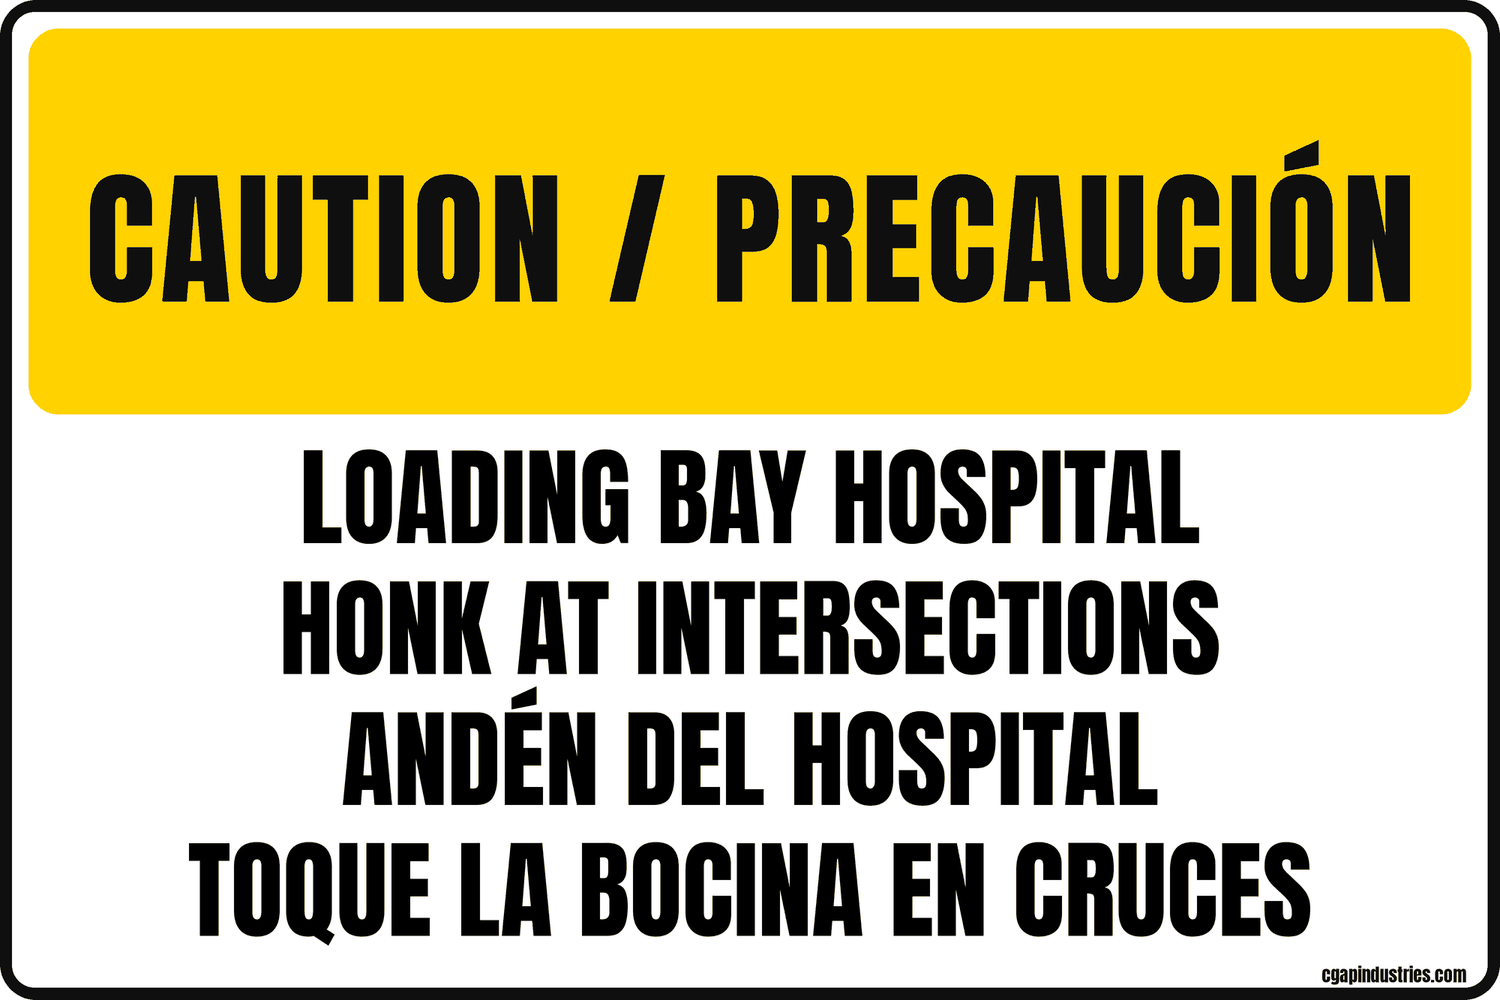 CAUTION / PRECAUCIÓN
LOADING BAY HOSPITAL
HONK AT INTERSECTIONS
ANDÉN DEL HOSPITAL
TOQUE LA BOCINA EN CRUCES
cgapindustries.com